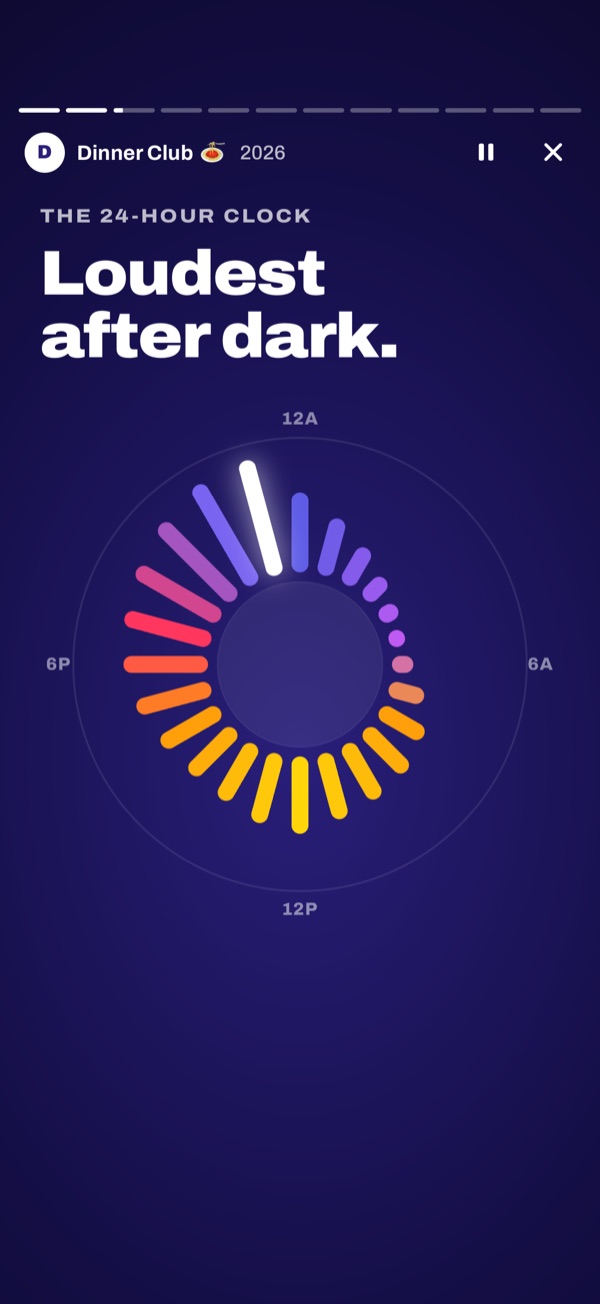 D Dinner Club 🍝 2026
THE 24-HOUR CLOCK
Loudest
after dark.
12A
6P
6A
12P